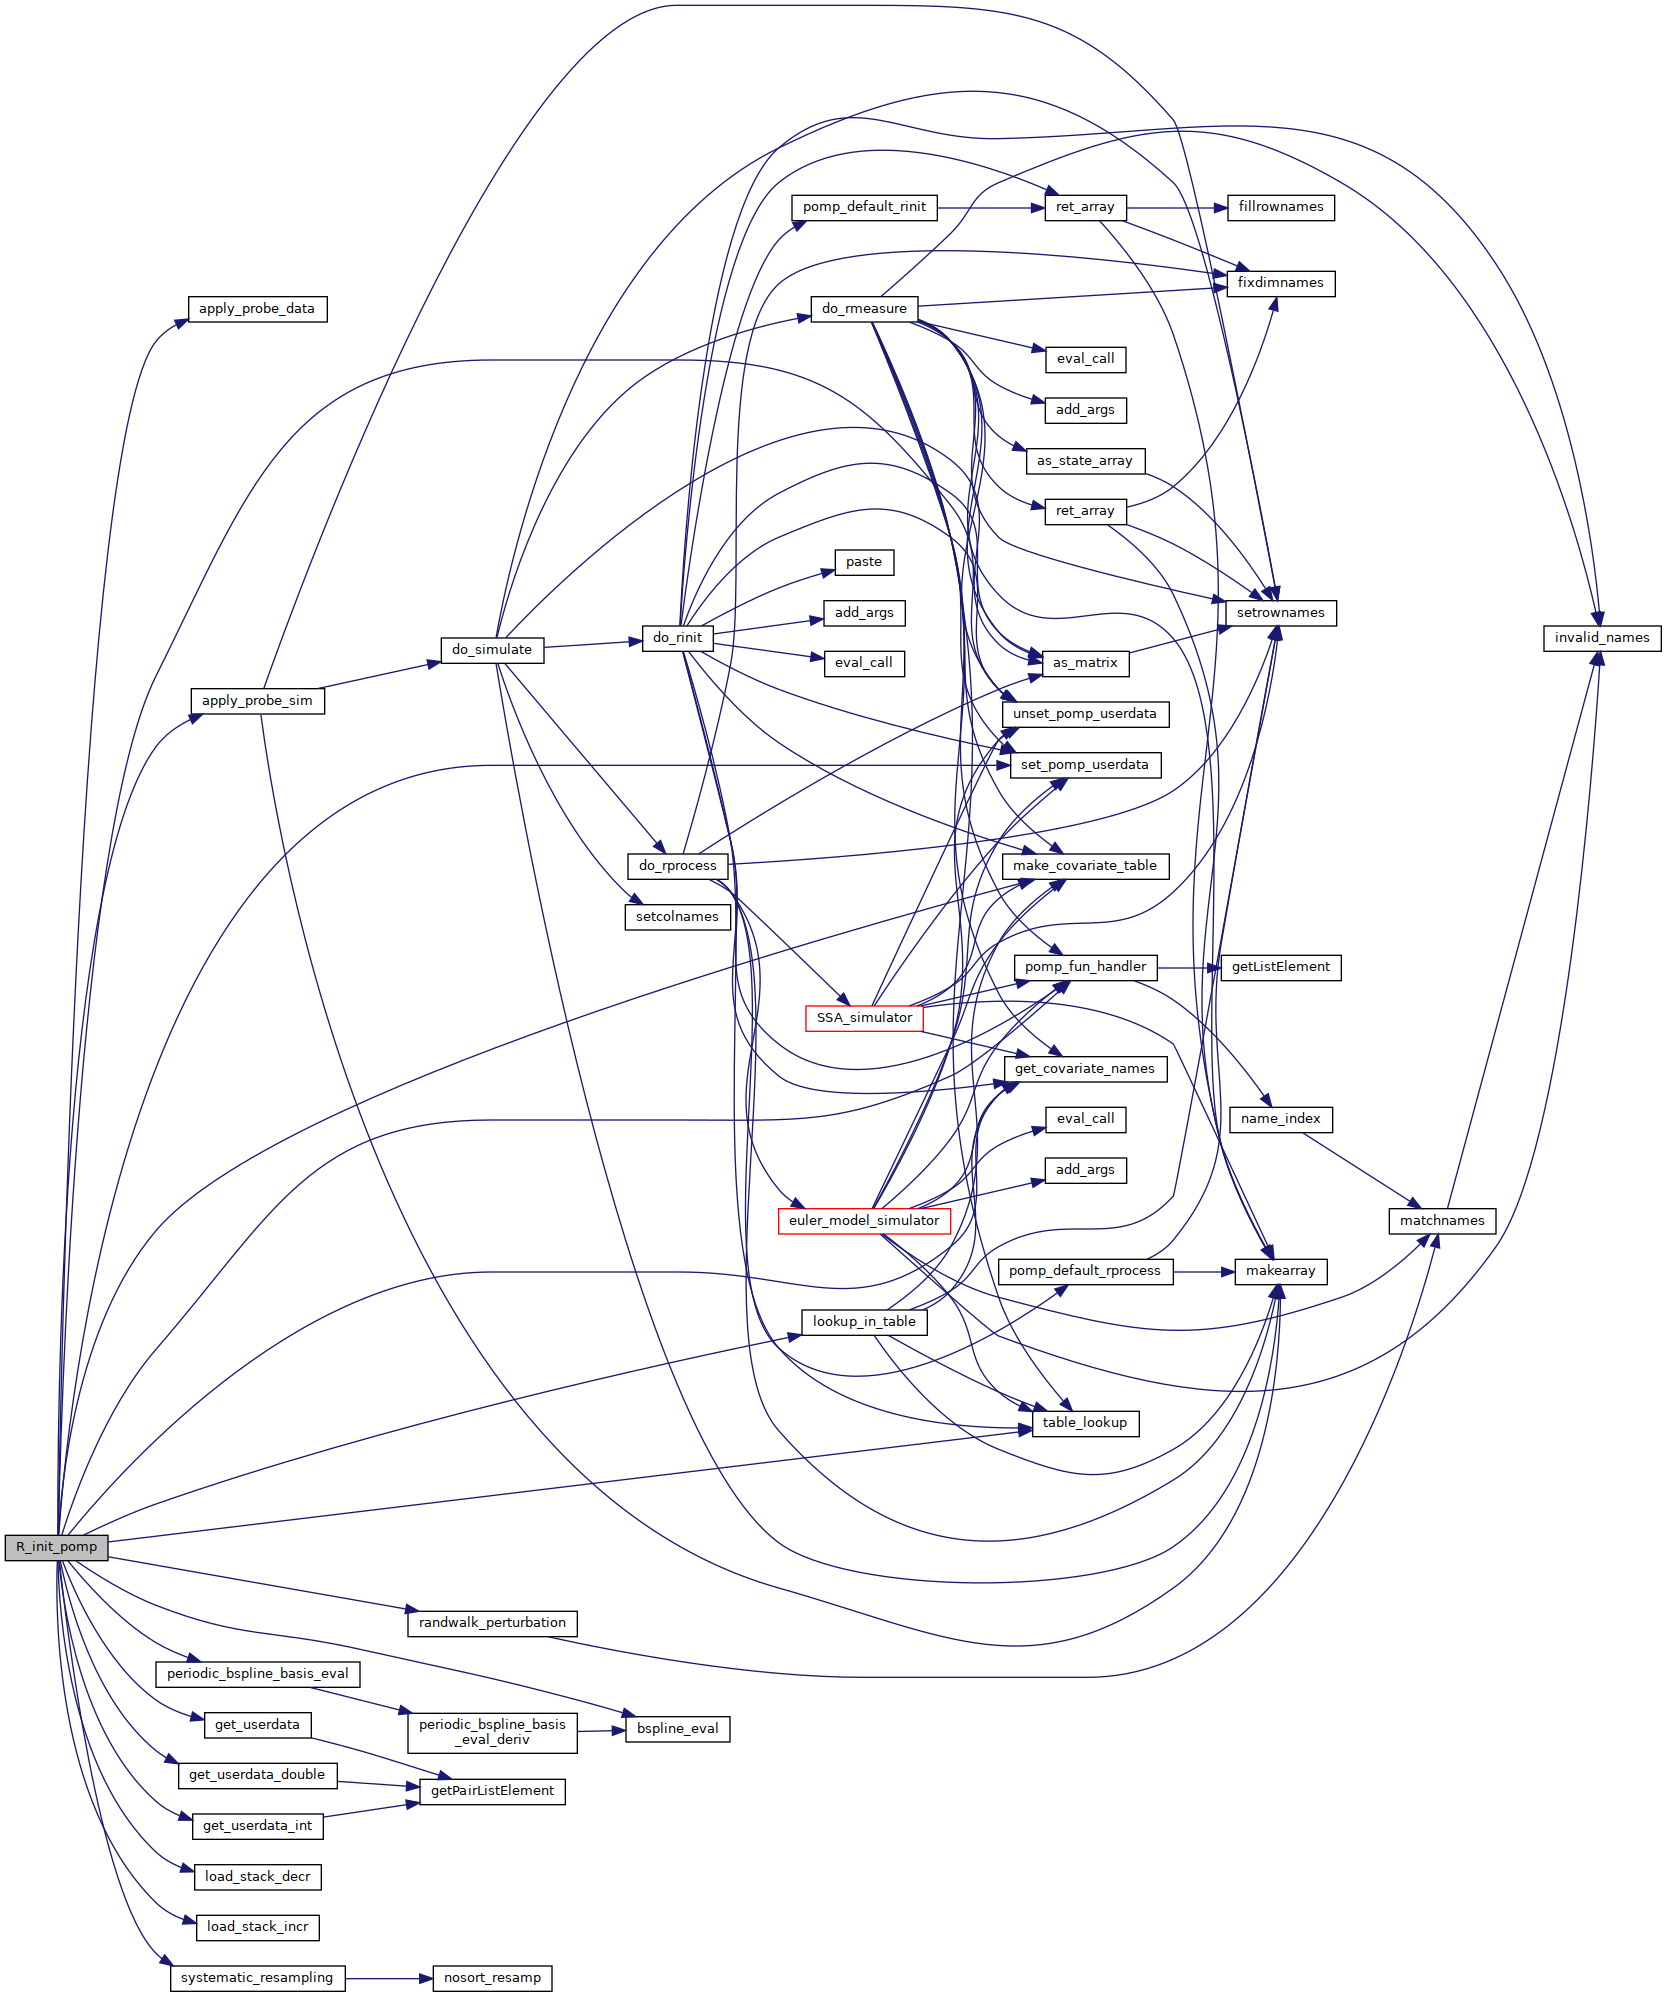 pomp_default_rinit
ret_array
fillrownames
fixdimnames
apply_probe_data
do_rmeasure
eval_call
add_args
as_state_array
ret_array
paste
add_args
setrownames
do_rinit
eval_call
invalid_names
do_simulate
as_matrix
apply_probe_sim
unset_pomp_userdata
set_pomp_userdata
do_rprocess
make_covariate_table
setcolnames
pomp_fun_handler
getListElement
SSA_simulator
get_covariate_names
eval_call
name_index
add_args
euler_model_simulator
matchnames
pomp_default_rprocess
makearray
lookup_in_table
table_lookup
R_init_pomp
randwalk_perturbation
periodic_bspline_basis_eval
get_userdata
periodic_bspline_basis
_eval_deriv
bspline_eval
get_userdata_double
getPairListElement
get_userdata_int
load_stack_decr
load_stack_incr
systematic_resampling
nosort_resamp